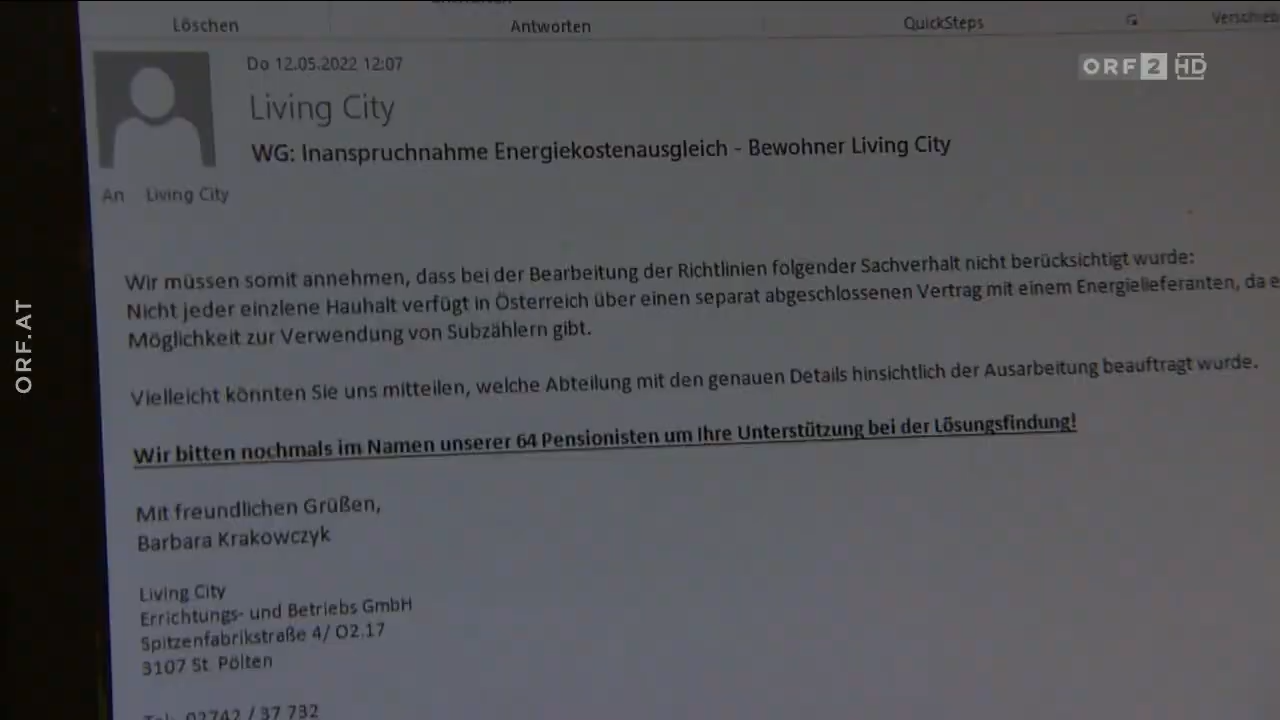 Löschen
Antworten
QuickSteps
ORF 2 HD
Do 12.05.2022 12:07
Living City
WG: Inanspruchnahme Energiekostenausgleich - Bewohner Living City
An Living City
Wir müssen somit annehmen, dass bei der Bearbeitung der Richtlinien folgender Sachverhalt nicht berücksichtigt wurde:
Nicht jeder einzlene Hauhalt verfügt in Österreich über einen separat abgeschlossenen Vertrag mit einem Energielieferanten, da
Möglichkeit zur Verwendung von Subzählern gibt.
Vielleicht könnten Sie uns mitteilen, welche Abteilung mit den genauen Details hinsichtlich der Ausarbeitung beauftragt wurde.
Wir bitten nochmals im Namen unserer 64 Pensionisten um Ihre Unterstützung bei der Lösungsfindung!
Mit freundlichen Grüßen,
Barbara Krakowczyk
Living City
Errichtungs- und Betriebs GmbH
Spitzenfabrikstraße 4/ O2.17
3107 St. Pölten
Tel: 02742 / 37 732
ORF.AT